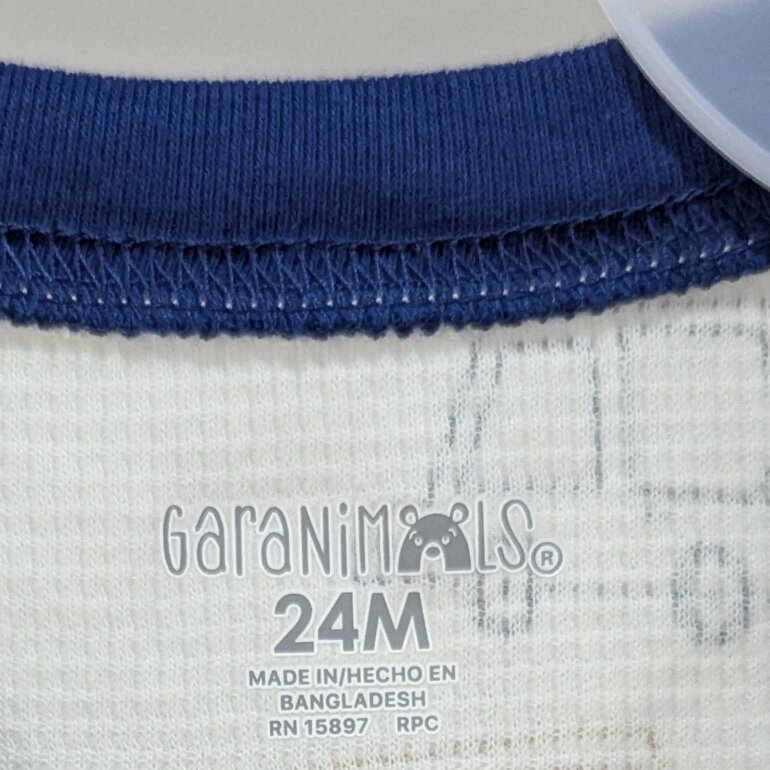 GaraNiMALS®
24M
MADE IN/HECHO EN
BANGLADESH
RN 15897 RPC